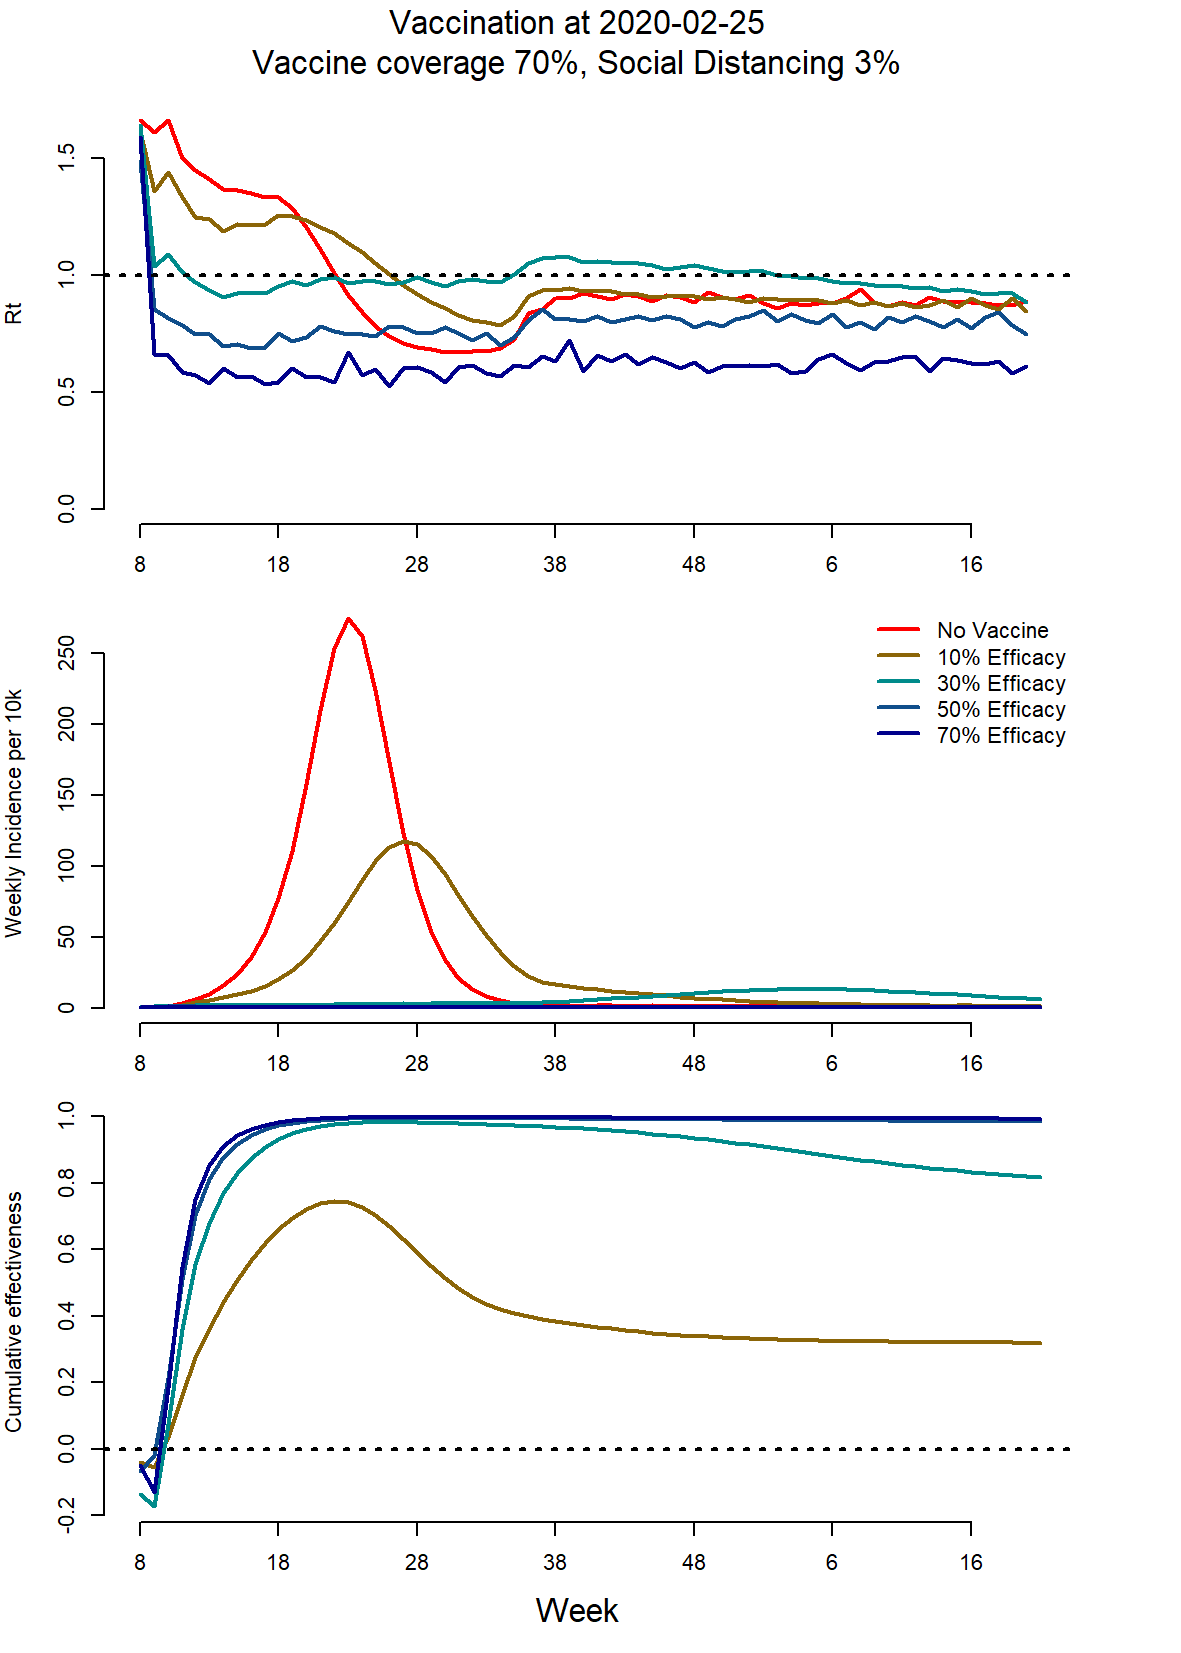 Vaccination at 2020-02-25
Vaccine coverage 70%, Social Distancing 3%
Rt
1.5
1.0
0.5
0.0
8 18 28 38 48 6 16
Weekly Incidence per 10k
250
200
150
100
50
0
No Vaccine
10% Efficacy
30% Efficacy
50% Efficacy
70% Efficacy
8 18 28 38 48 6 16
Cumulative effectiveness
1.0
0.8
0.6
0.4
0.2
0.0
-0.2
8 18 28 38 48 6 16
Week